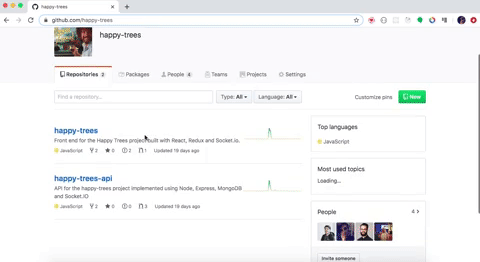 happy-trees
github.com/happy-trees
happy-trees
Repositories 2
Packages
People 4
Teams
Projects
Settings
Find a repository...
Type: All
Language: All
Customize pins
New
happy-trees
Front end for the Happy Trees project built with React, Redux and Socket.io.
JavaScript 2 0 2 1 Updated 19 days ago
happy-trees-api
API for the happy-trees project implemented using Node, Express, MongoDB
and Socket.IO
JavaScript 2 0 0 3 Updated 19 days ago
Top languages
JavaScript
Most used topics
Loading...
People
4
Invite someone